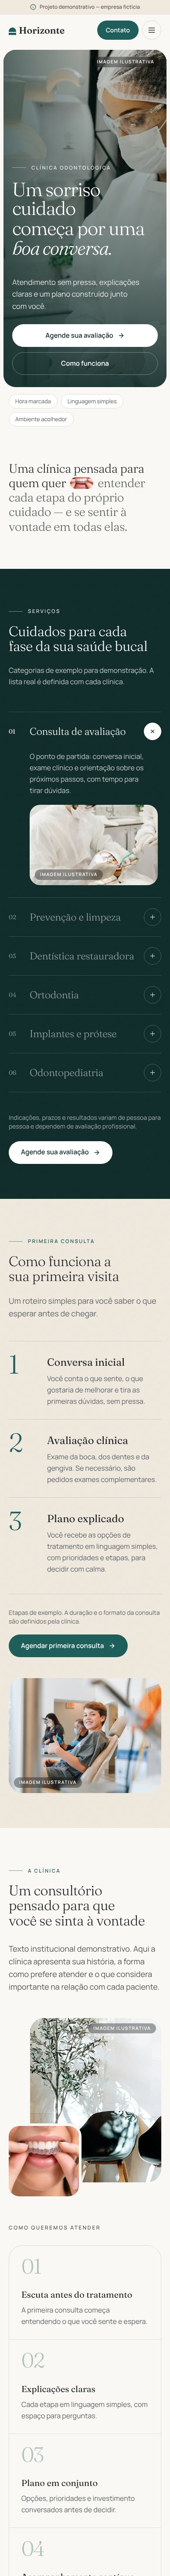 Projeto demonstrativo — empresa fictícia
Horizonte
Contato
IMAGEM ILUSTRATIVA
CLÍNICA ODONTOLÓGICA
Um sorriso
cuidado
começa por uma
boa conversa.
Atendimento sem pressa, explicações
claras e um plano construído junto
com você.
Agende sua avaliação →
Como funciona
Hora marcada
Linguagem simples
Ambiente acolhedor
Uma clínica pensada para
quem quer entender
cada etapa do próprio
cuidado — e se sentir à
vontade em todas elas.
SERVIÇOS
Cuidados para cada
fase da sua saúde bucal
Categorias de exemplo para demonstração. A
lista real é definida com cada clínica.
01 Consulta de avaliação
O ponto de partida: conversa inicial,
exame clínico e orientação sobre os
próximos passos, com tempo para
tirar dúvidas.
IMAGEM ILUSTRATIVA
02 Prevenção e limpeza
03 Dentística restauradora
04 Ortodontia
05 Implantes e prótese
06 Odontopediatria
Indicações, prazos e resultados variam de pessoa para
pessoa e dependem de avaliação profissional.
Agende sua avaliação →
PRIMEIRA CONSULTA
Como funciona a
sua primeira visita
Um roteiro simples para você saber o que
esperar antes de chegar.
1 Conversa inicial
Você conta o que sente, o que
gostaria de melhorar e tira as
primeiras dúvidas, sem pressa.
2 Avaliação clínica
Exame da boca, dos dentes e da
gengiva. Se necessário, são
pedidos exames complementares.
3 Plano explicado
Você recebe as opções de
tratamento em linguagem simples,
com prioridades e etapas, para
decidir com calma.
Etapas de exemplo. A duração e o formato da consulta
são definidos pela clínica.
Agendar primeira consulta →
IMAGEM ILUSTRATIVA
A CLÍNICA
Um consultório
pensado para que
você se sinta à vontade
Texto institucional demonstrativo. Aqui a
clínica apresenta sua história, a forma
como prefere atender e o que considera
importante na relação com cada paciente.
IMAGEM ILUSTRATIVA
COMO QUEREMOS ATENDER
01
Escuta antes do tratamento
A primeira consulta começa
entendendo o que você sente e espera.
02
Explicações claras
Cada etapa em linguagem simples, com
espaço para perguntas.
03
Plano em conjunto
Opções, prioridades e investimento
conversados antes de decidir.
04